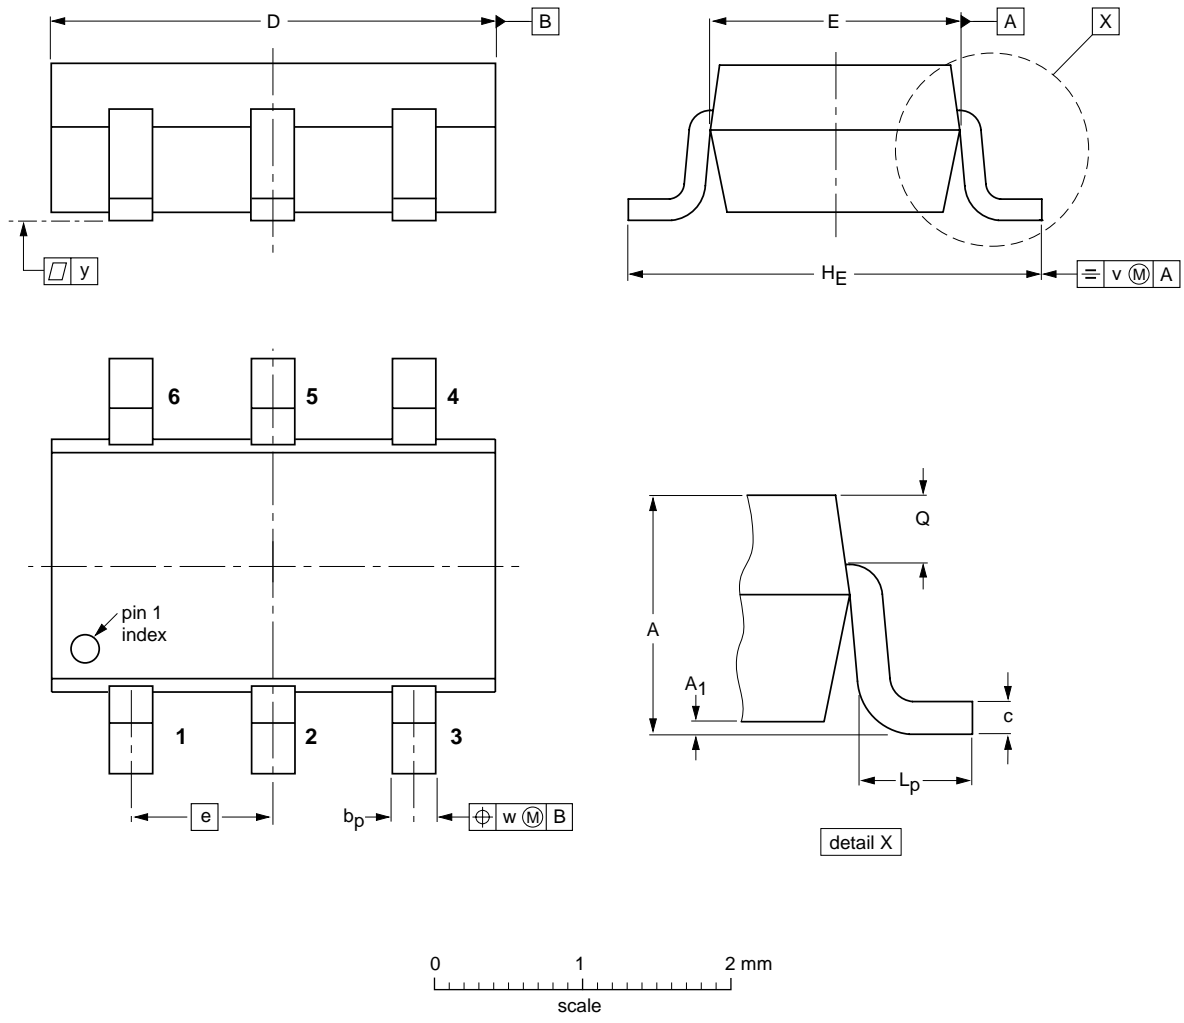 D
B
E
A
X
y
H_E
v Ⓜ A
6
5
4
pin 1
index
1
2
3
e
b_p
w Ⓜ B
Q
A
A_1
c
L_p
detail X
0
1
2 mm
scale